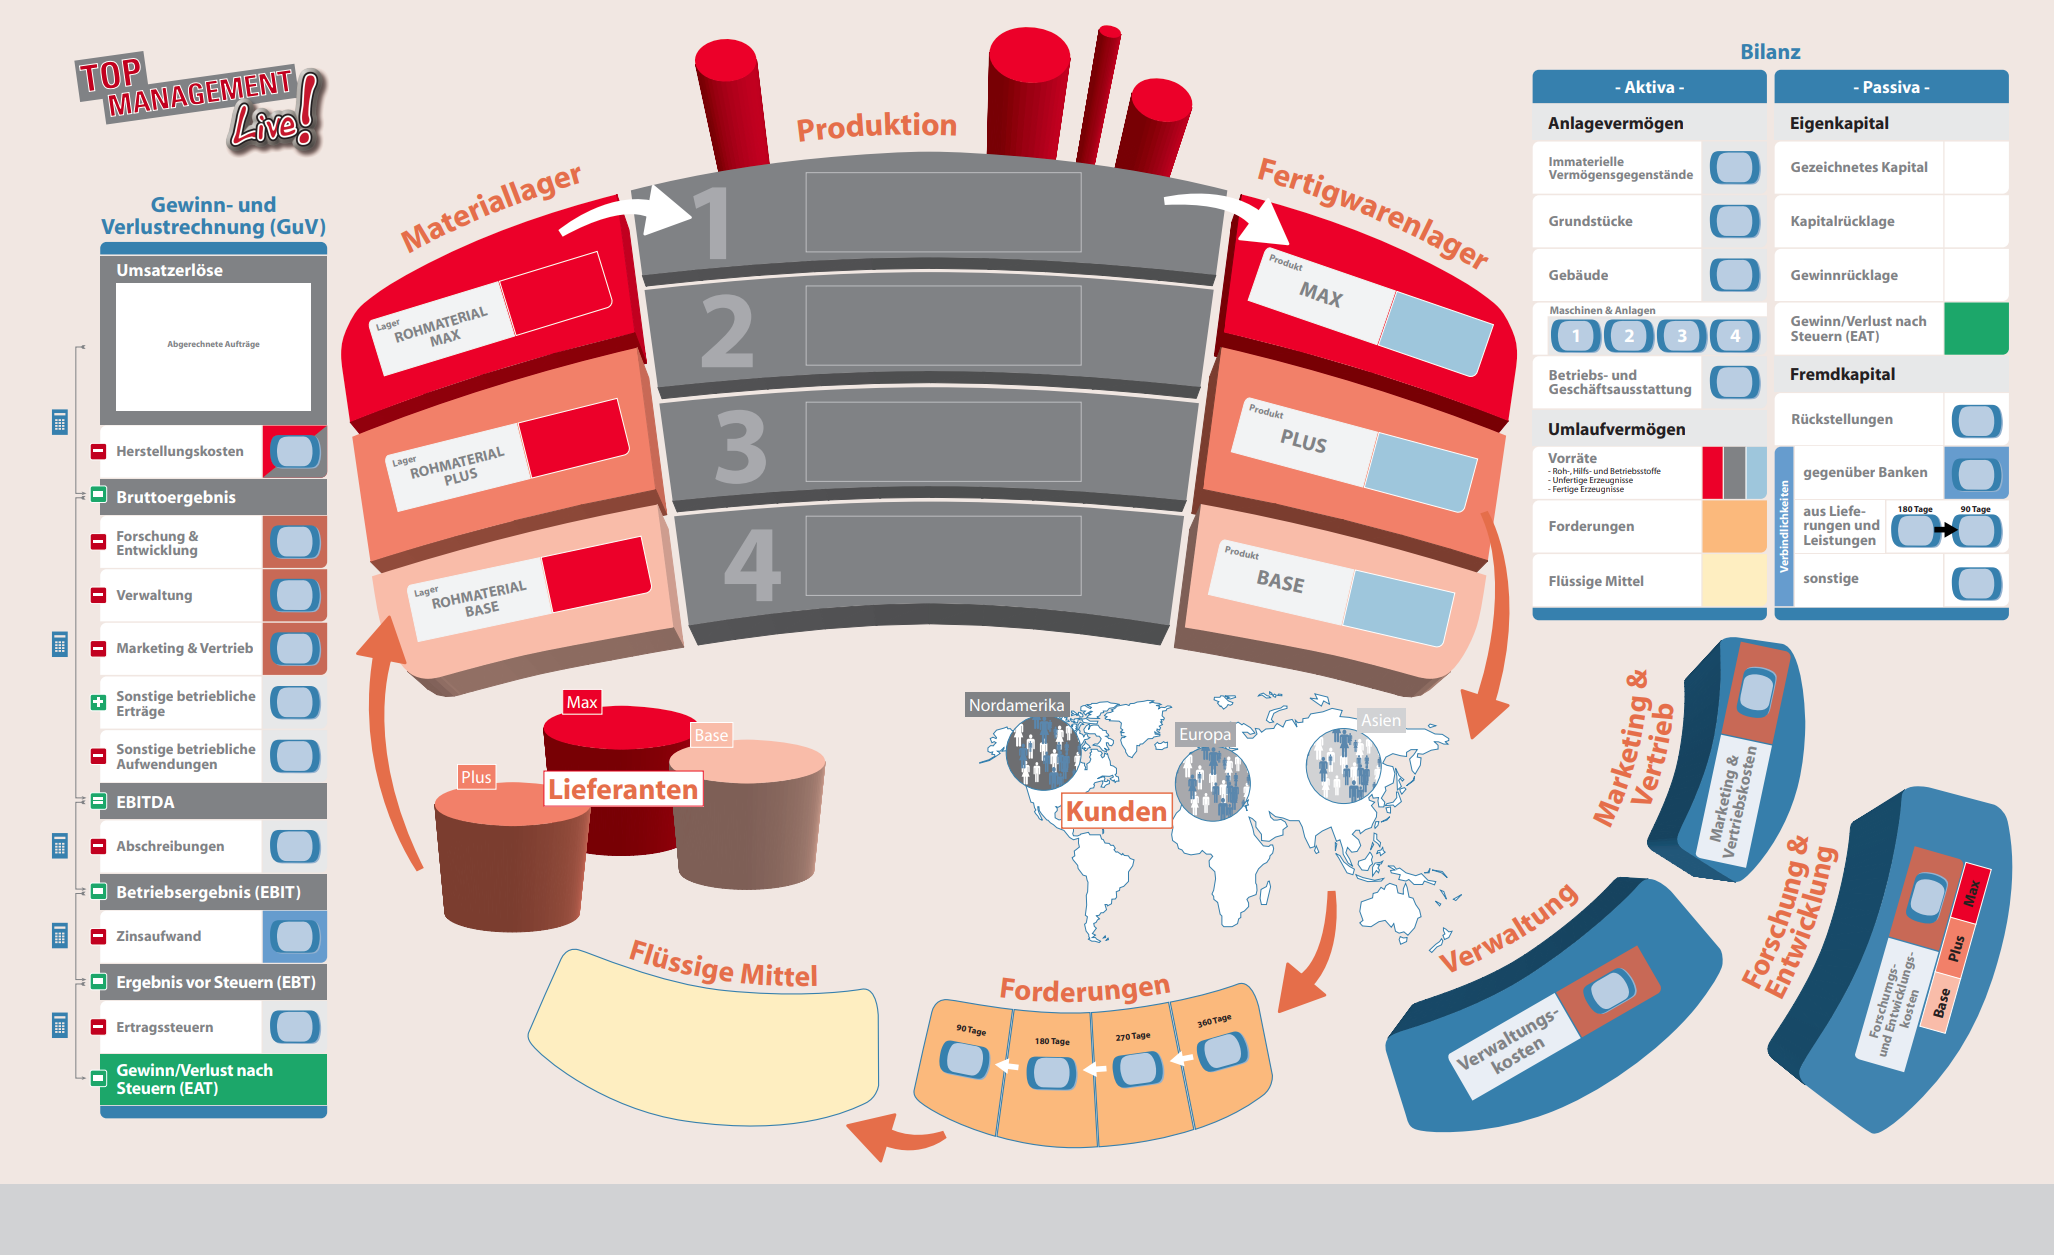 TOP
MANAGEMENT
Live!
Gewinn- und
Verlustrechnung (GuV)
Umsatzerlöse
Abgerechnete Aufträge
Herstellungskosten
Bruttoergebnis
Forschung &
Entwicklung
Verwaltung
Marketing & Vertrieb
Sonstige betriebliche
Erträge
Sonstige betriebliche
Aufwendungen
EBITDA
Abschreibungen
Betriebsergebnis (EBIT)
Zinsaufwand
Ergebnis vor Steuern (EBT)
Ertragssteuern
Gewinn/Verlust nach
Steuern (EAT)
Materiallager
Lager
ROHMATERIAL
MAX
Lager
ROHMATERIAL
PLUS
Lager
ROHMATERIAL
BASE
Produktion
1
2
3
4
Fertigwarenlager
Produkt
MAX
Produkt
PLUS
Produkt
BASE
Max
Base
Plus
Lieferanten
Nordamerika
Europa
Asien
Kunden
Flüssige Mittel
Forderungen
90 Tage
180 Tage
270 Tage
360 Tage
Verwaltung
Verwaltungs-
kosten
Marketing &
Vertrieb
Marketing &
Vertriebskosten
Forschung &
Entwicklung
Forschungs-
und Entwicklungs-
kosten
Max
Plus
Base
Bilanz
- Aktiva -
Anlagevermögen
Immaterielle
Vermögensgegenstände
Grundstücke
Gebäude
Maschinen & Anlagen
1 2 3 4
Betriebs- und
Geschäftsausstattung
Umlaufvermögen
Vorräte
- Roh-, Hilfs- und Betriebsstoffe
- Unfertige Erzeugnisse
- Fertige Erzeugnisse
Forderungen
Flüssige Mittel
- Passiva -
Eigenkapital
Gezeichnetes Kapital
Kapitalrücklage
Gewinnrücklage
Gewinn/Verlust nach
Steuern (EAT)
Fremdkapital
Rückstellungen
Verbindlichkeiten
gegenüber Banken
aus Liefe-
rungen und
Leistungen
180 Tage
90 Tage
sonstige